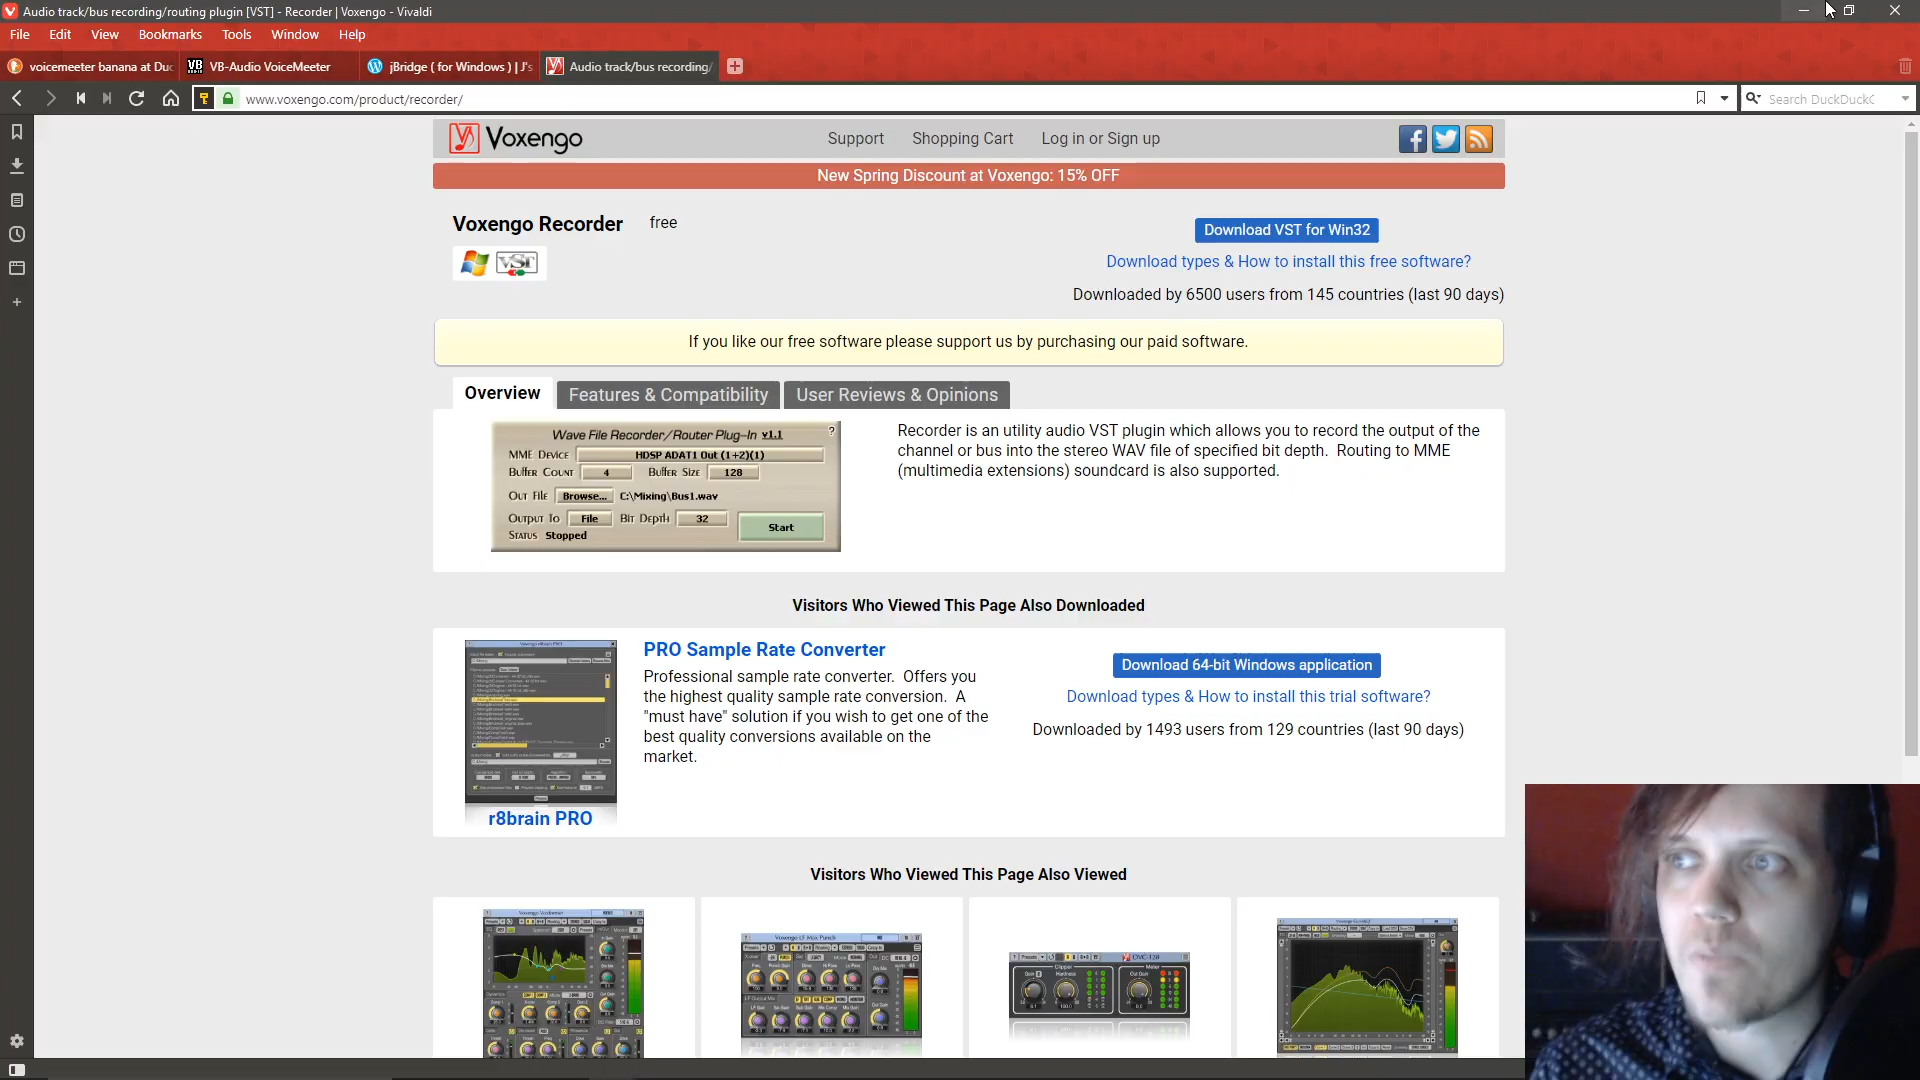 Audio track/bus recording/routing plugin [VST] - Recorder | Voxengo - Vivaldi
File Edit View Bookmarks Tools Window Help
voicemeeter banana at Duc
VB-Audio VoiceMeeter
jBridge ( for Windows ) | J's
Audio track/bus recording/
www.voxengo.com/product/recorder/
Search DuckDuckG
Voxengo
Support Shopping Cart Log in or Sign up
New Spring Discount at Voxengo: 15% OFF
Voxengo Recorder free
Download VST for Win32
VST
Download types & How to install this free software?
Downloaded by 6500 users from 145 countries (last 90 days)
If you like our free software please support us by purchasing our paid software.
Overview Features & Compatibility User Reviews & Opinions
Wave File Recorder/Router Plug-In v1.1 ?
MME Device HDSP ADAT1 Out (1+2)(1)
Buffer Count 4 Buffer Size 128
Out File Browse... C:\Mixing\Bus1.wav
Output To File Bit Depth 32 Start
Status Stopped
Recorder is an utility audio VST plugin which allows you to record the output of the
channel or bus into the stereo WAV file of specified bit depth. Routing to MME
(multimedia extensions) soundcard is also supported.
Visitors Who Viewed This Page Also Downloaded
PRO Sample Rate Converter
Professional sample rate converter. Offers you
the highest quality sample rate conversion. A
"must have" solution if you wish to get one of the
best quality conversions available on the
market.
r8brain PRO
Download 64-bit Windows application
Download types & How to install this trial software?
Downloaded by 1493 users from 129 countries (last 90 days)
Visitors Who Viewed This Page Also Viewed
Voxengo LF Max Punch
OVC-128